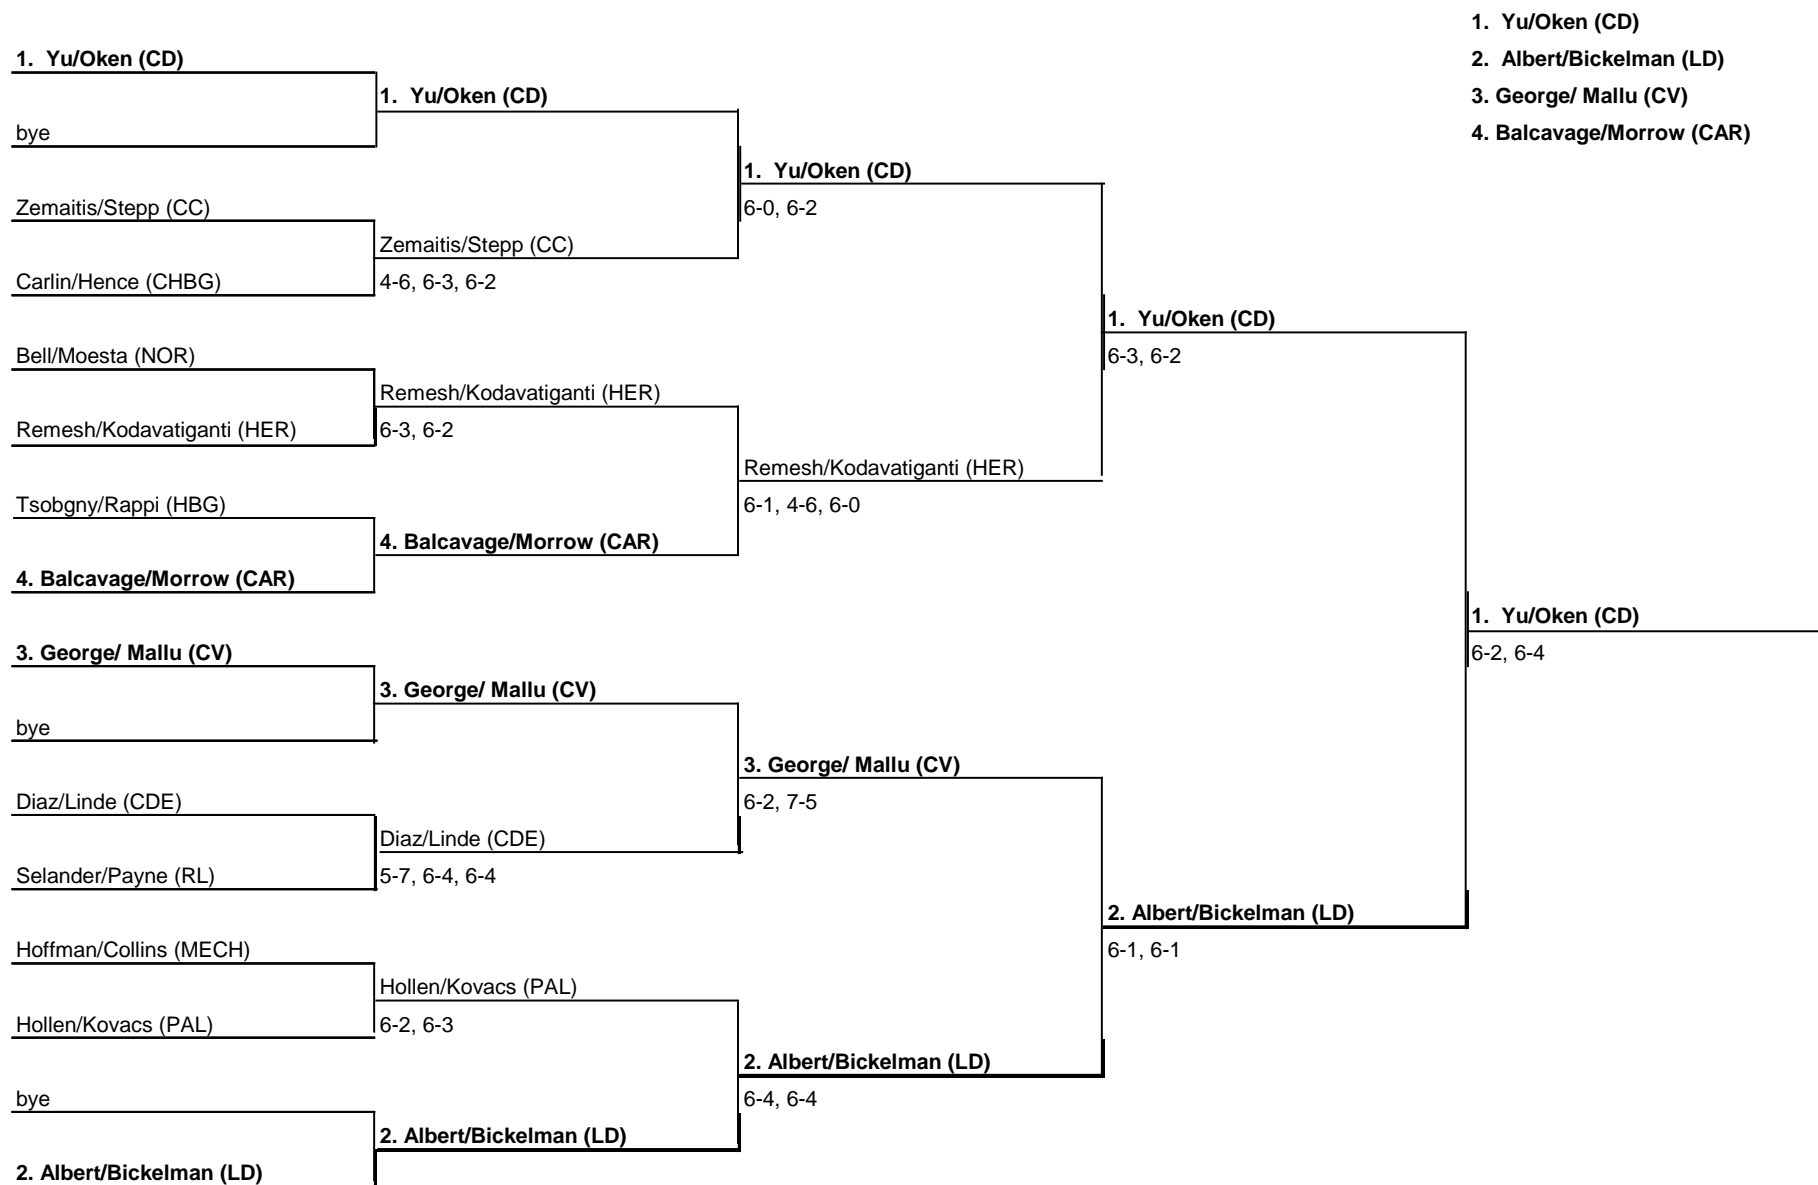 1. Yu/Oken (CD)
2. Albert/Bickelman (LD)
3. George/ Mallu (CV)
4. Balcavage/Morrow (CAR)
1. Yu/Oken (CD)
bye
Zemaitis/Stepp (CC)
Carlin/Hence (CHBG)
Bell/Moesta (NOR)
Remesh/Kodavatiganti (HER)
Tsobgny/Rappi (HBG)
4. Balcavage/Morrow (CAR)
3. George/ Mallu (CV)
bye
Diaz/Linde (CDE)
Selander/Payne (RL)
Hoffman/Collins (MECH)
Hollen/Kovacs (PAL)
bye
2. Albert/Bickelman (LD)
1. Yu/Oken (CD)
Zemaitis/Stepp (CC)
4-6, 6-3, 6-2
Remesh/Kodavatiganti (HER)
6-3, 6-2
4. Balcavage/Morrow (CAR)
3. George/ Mallu (CV)
Diaz/Linde (CDE)
5-7, 6-4, 6-4
Hollen/Kovacs (PAL)
6-2, 6-3
2. Albert/Bickelman (LD)
1. Yu/Oken (CD)
6-0, 6-2
Remesh/Kodavatiganti (HER)
6-1, 4-6, 6-0
3. George/ Mallu (CV)
6-2, 7-5
2. Albert/Bickelman (LD)
6-4, 6-4
1. Yu/Oken (CD)
6-3, 6-2
2. Albert/Bickelman (LD)
6-1, 6-1
1. Yu/Oken (CD)
6-2, 6-4